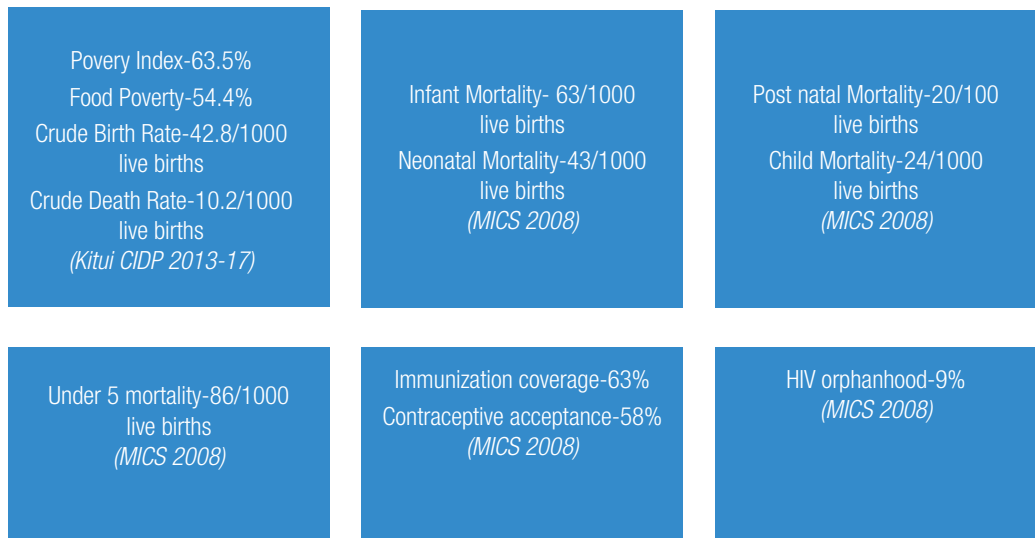 Povery Index-63.5%
Food Poverty-54.4%
Crude Birth Rate-42.8/1000
live births
Crude Death Rate-10.2/1000
live births
(Kitui CIDP 2013-17)
Infant Mortality- 63/1000
live births
Neonatal Mortality-43/1000
live births
(MICS 2008)
Post natal Mortality-20/100
live births
Child Mortality-24/1000
live births
(MICS 2008)
Under 5 mortality-86/1000
live births
(MICS 2008)
Immunization coverage-63%
Contraceptive acceptance-58%
(MICS 2008)
HIV orphanhood-9%
(MICS 2008)